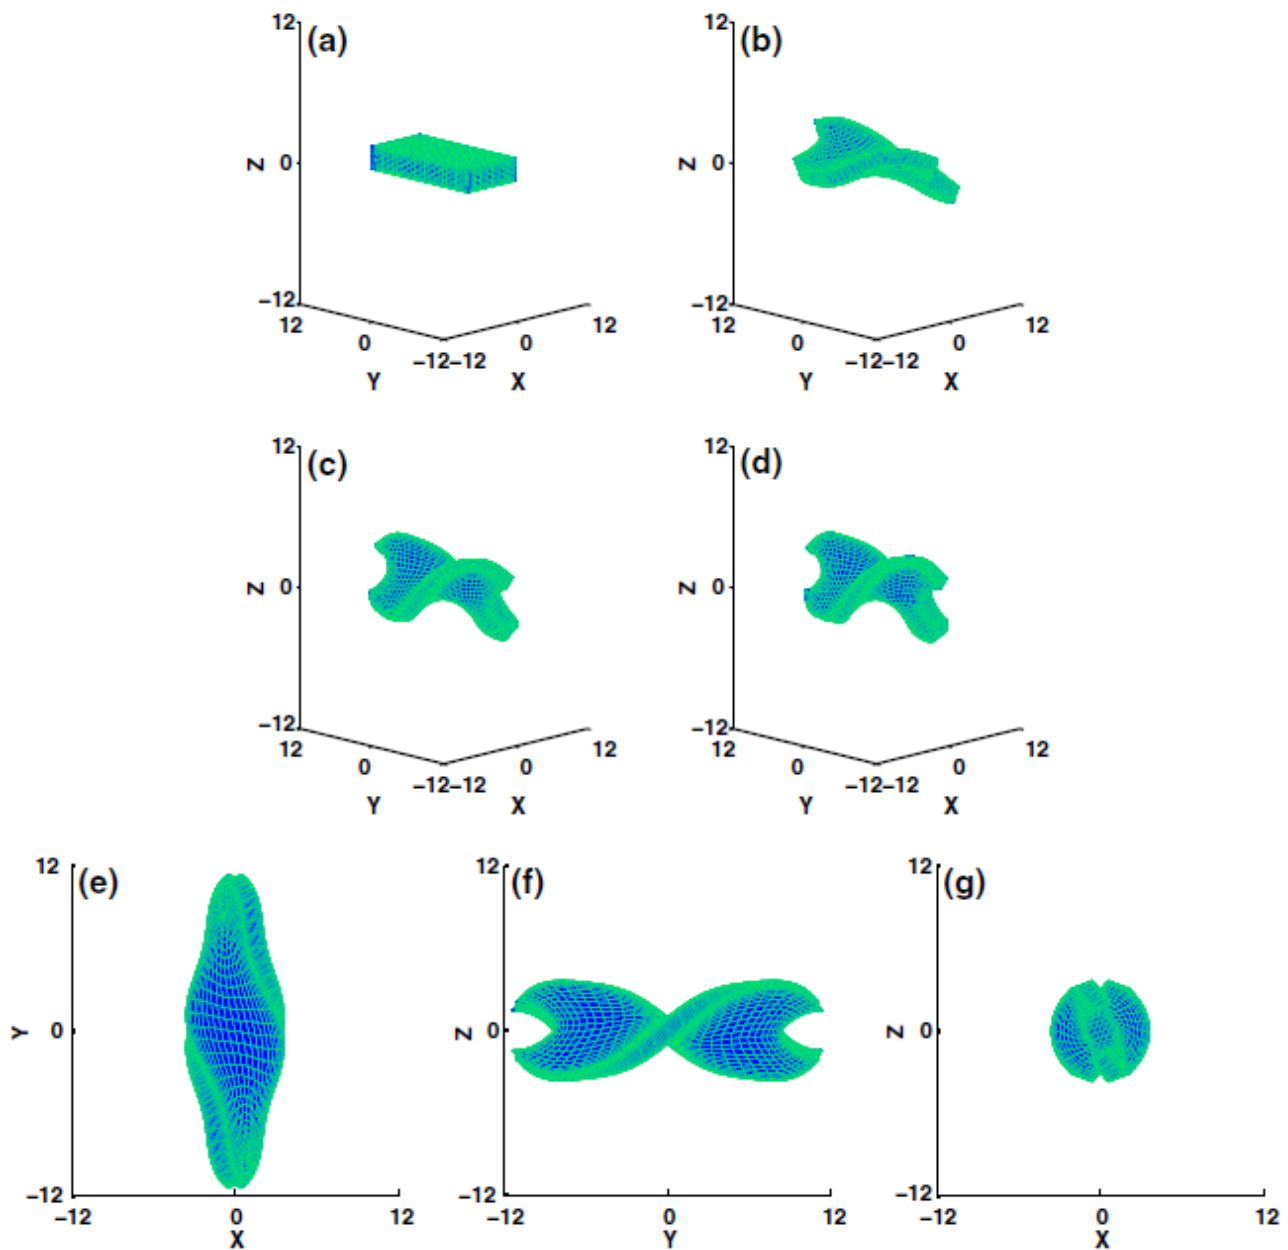 12 (a) 12 (b)
Z 0 Z 0
−12 −12
12 12 12 12
0 0 0 0
−12−12 −12−12
Y X Y X
12 (c) 12 (d)
Z 0 Z 0
−12 −12
12 12 12 12
0 0 0 0
−12−12 −12−12
Y X Y X
12 (e) 12 (f) 12 (g)
Y 0 Z 0 Z 0
−12 −12 −12
−12 0 12 −12 0 12 −12 0 12
X Y X